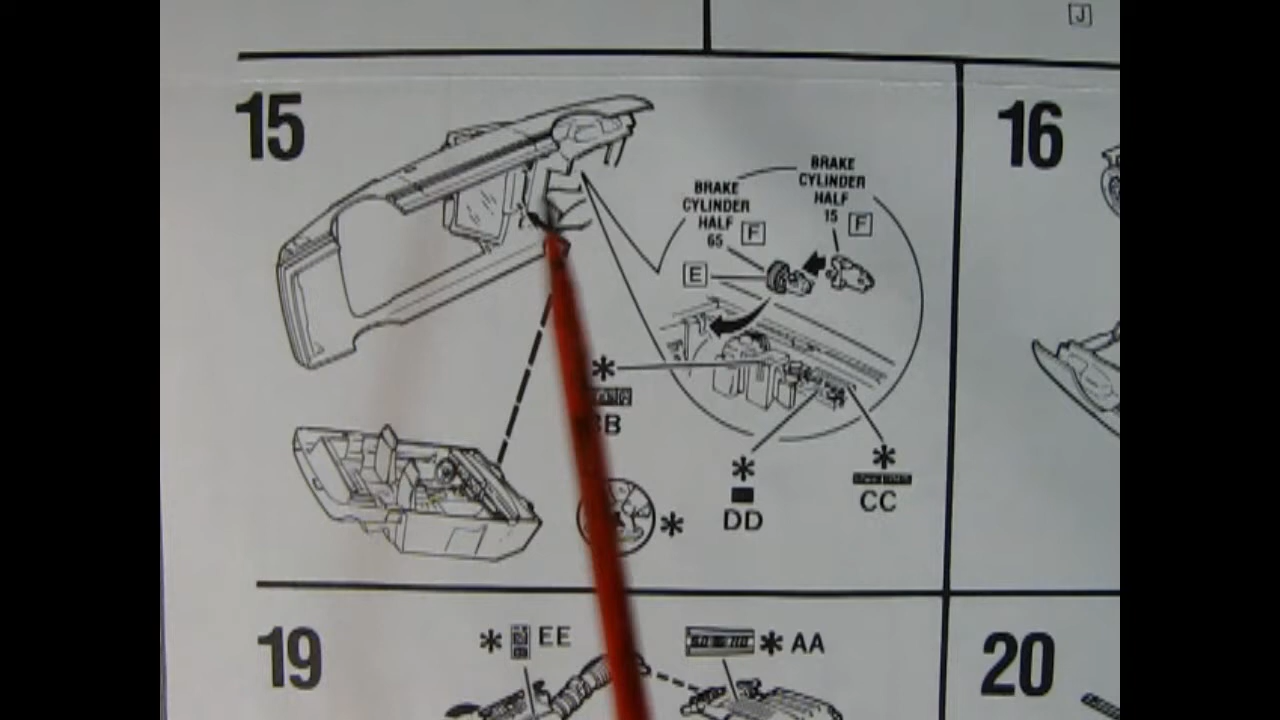 J
15
16
BRAKE
CYLINDER
HALF
15
F
BRAKE
CYLINDER
HALF
65
F
E
*
*
*
DD
*
CC
19
* EE
* AA
20